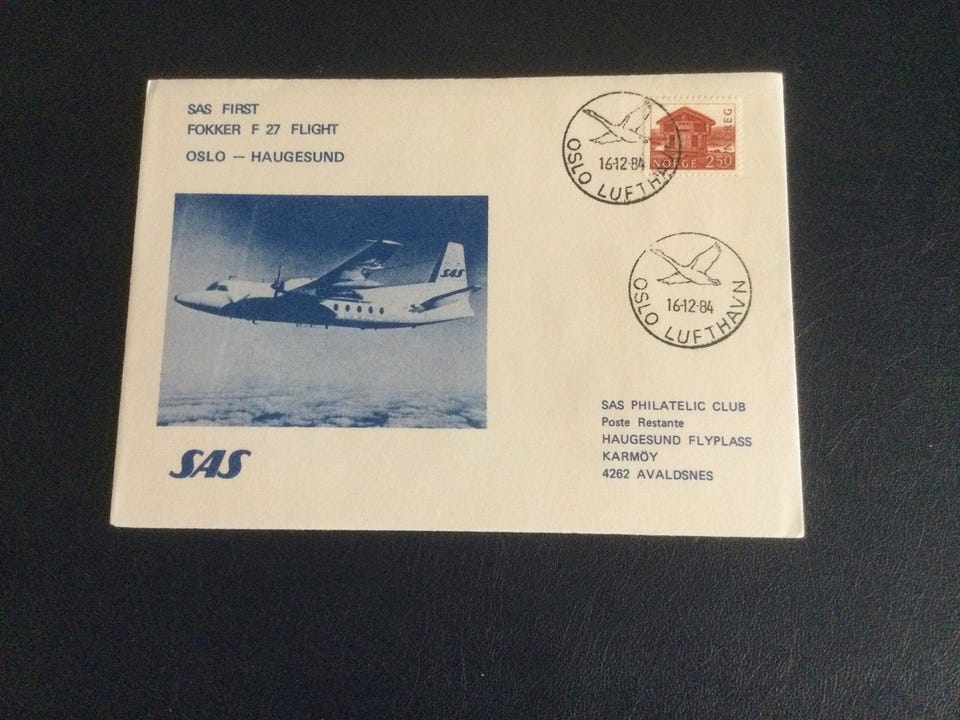 SAS FIRST
FOKKER F 27 FLIGHT
OSLO — HAUGESUND
SAS
SAS
16-12-84
OSLO LUFTHAVN
NORGE 2.50
NOREG
16-12-84
OSLO LUFTHAVN
SAS PHILATELIC CLUB
Poste Restante
HAUGESUND FLYPLASS
KARMÖY
4262 AVALDSNES